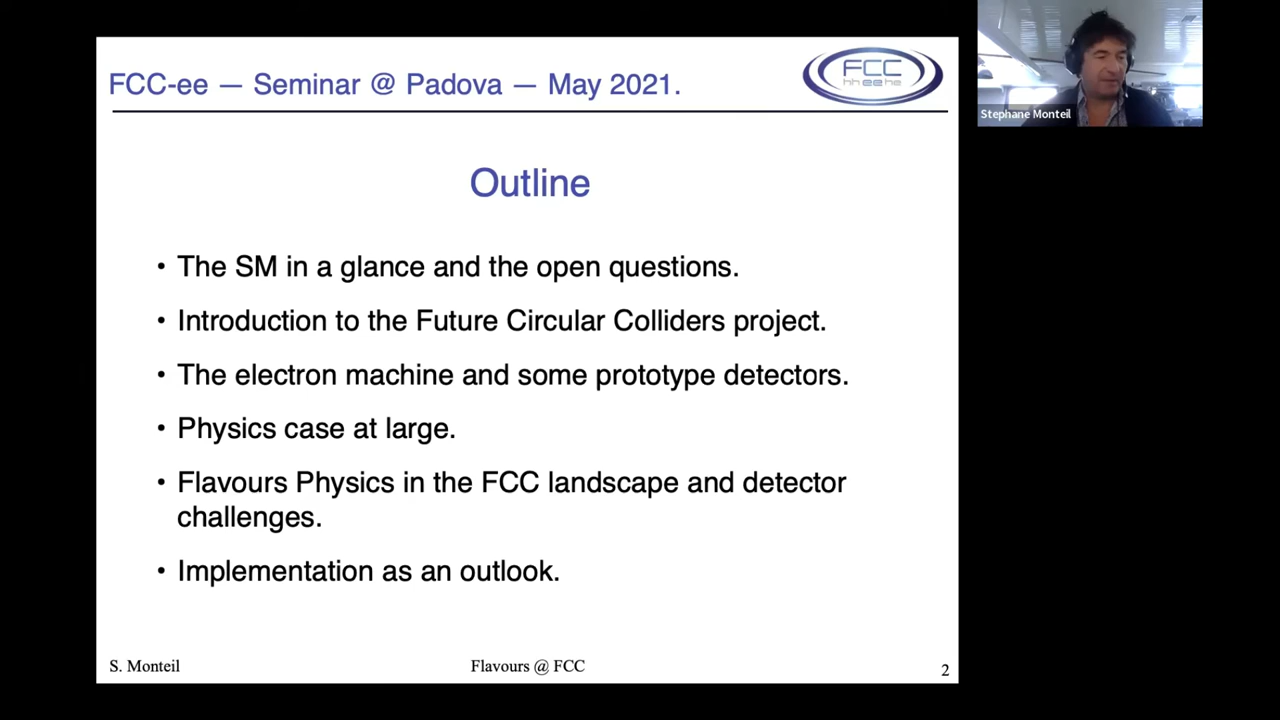 FCC-ee — Seminar @ Padova — May 2021.
FCC
hh ee he
Stephane Monteil
Outline
• The SM in a glance and the open questions.
• Introduction to the Future Circular Colliders project.
• The electron machine and some prototype detectors.
• Physics case at large.
• Flavours Physics in the FCC landscape and detector
challenges.
• Implementation as an outlook.
S. Monteil
Flavours @ FCC
2